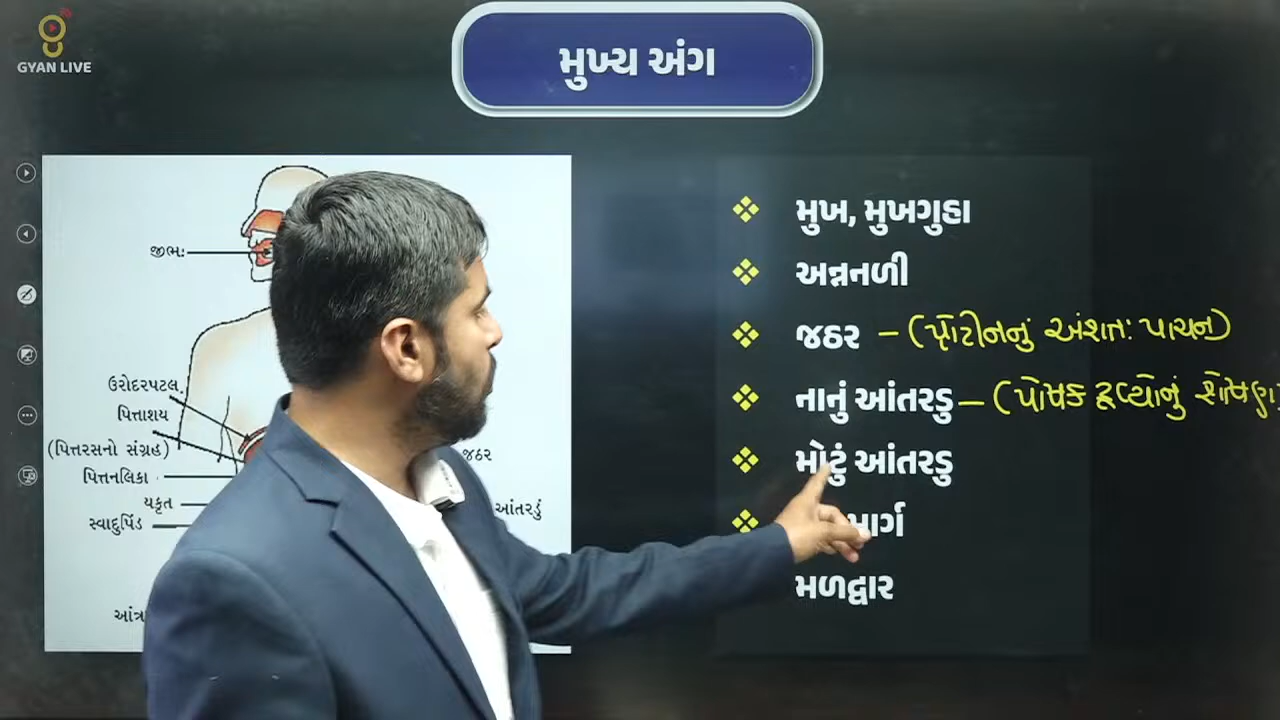 GYAN LIVE
મુખ્ય અંગ
જીભ
ઉરોદરપટલ
પિત્તાશય
(પિત્તરસનો સંગ્રહ)
પિત્તનલિકા
યકૃત
સ્વાદુપિંડ
જઠર
આંતરડું
મુખ, મુખગુહા
અન્નનળી
જઠર - (પ્રોટીનનું અંશતઃ પાચન)
નાનું આંતરડુ - (પોષક દ્રવ્યોનું શોષણ)
મોટું આંતરડુ
માર્ગ
મળદ્વાર